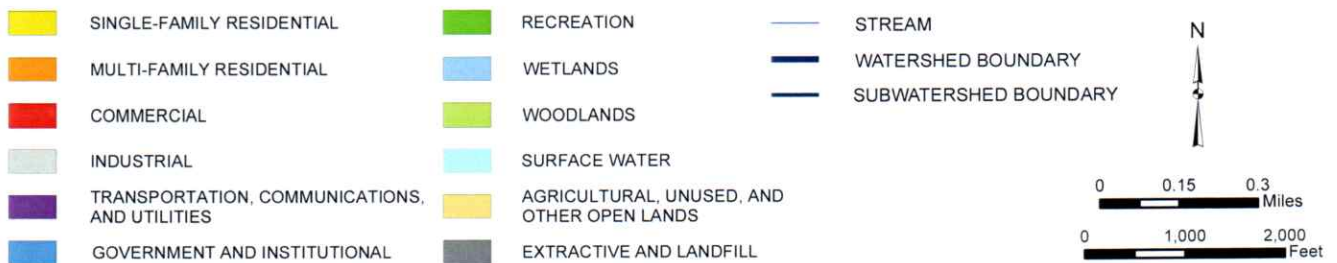 SINGLE-FAMILY RESIDENTIAL
MULTI-FAMILY RESIDENTIAL
COMMERCIAL
INDUSTRIAL
TRANSPORTATION, COMMUNICATIONS,
AND UTILITIES
GOVERNMENT AND INSTITUTIONAL
RECREATION
WETLANDS
WOODLANDS
SURFACE WATER
AGRICULTURAL, UNUSED, AND
OTHER OPEN LANDS
EXTRACTIVE AND LANDFILL
STREAM
WATERSHED BOUNDARY
SUBWATERSHED BOUNDARY
N
0 0.15 0.3
Miles
0 1,000 2,000
Feet